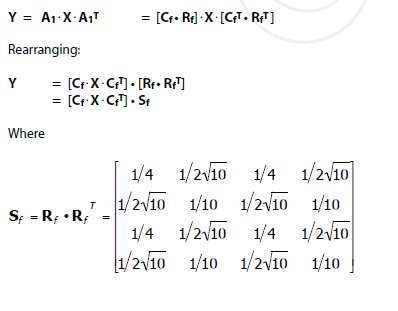 Y = A₁·X·A₁ᵀ = [C_f • R_f]·X·[C_fᵀ • R_fᵀ]
Rearranging:
Y = [C_f·X·C_fᵀ] • [R_f • R_fᵀ]
= [C_f·X·C_fᵀ] • S_f
Where
S_f = R_f • R_fᵀ =
1/4 1/2√10 1/4 1/2√10
1/2√10 1/10 1/2√10 1/10
1/4 1/2√10 1/4 1/2√10
1/2√10 1/10 1/2√10 1/10